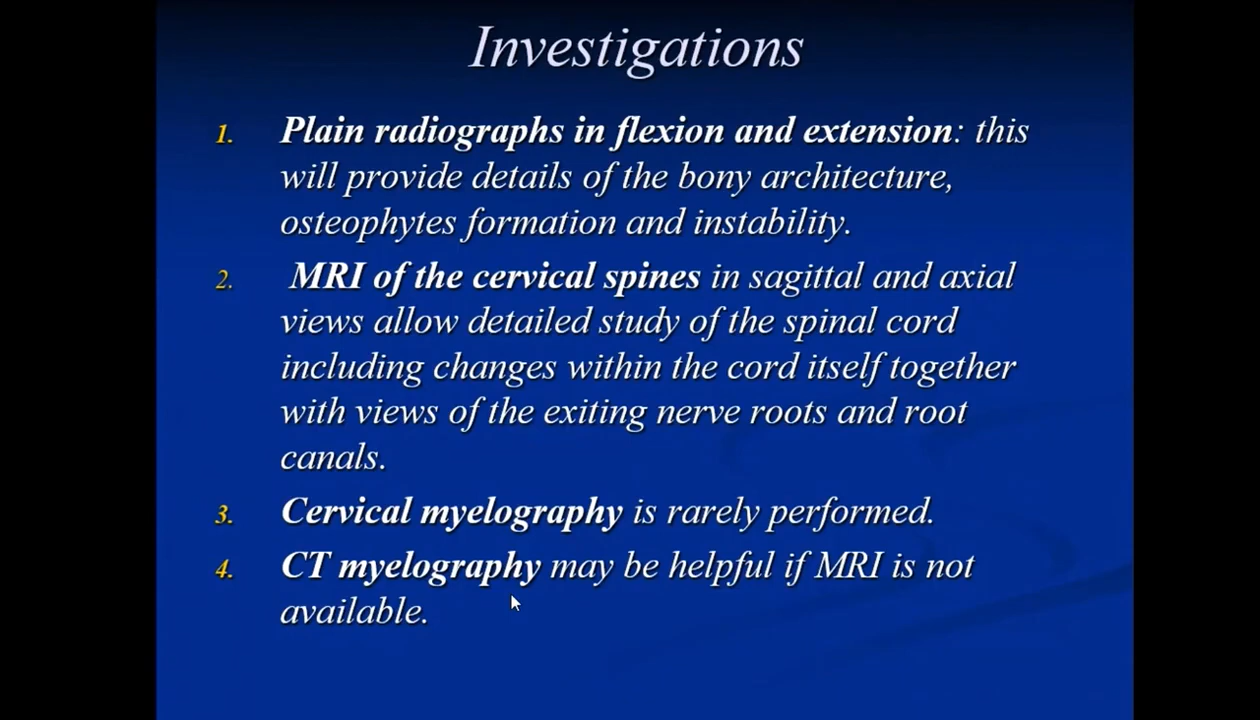 Investigations
1. Plain radiographs in flexion and extension: this
will provide details of the bony architecture,
osteophytes formation and instability.
2. MRI of the cervical spines in sagittal and axial
views allow detailed study of the spinal cord
including changes within the cord itself together
with views of the exiting nerve roots and root
canals.
3. Cervical myelography is rarely performed.
4. CT myelography may be helpful if MRI is not
available.